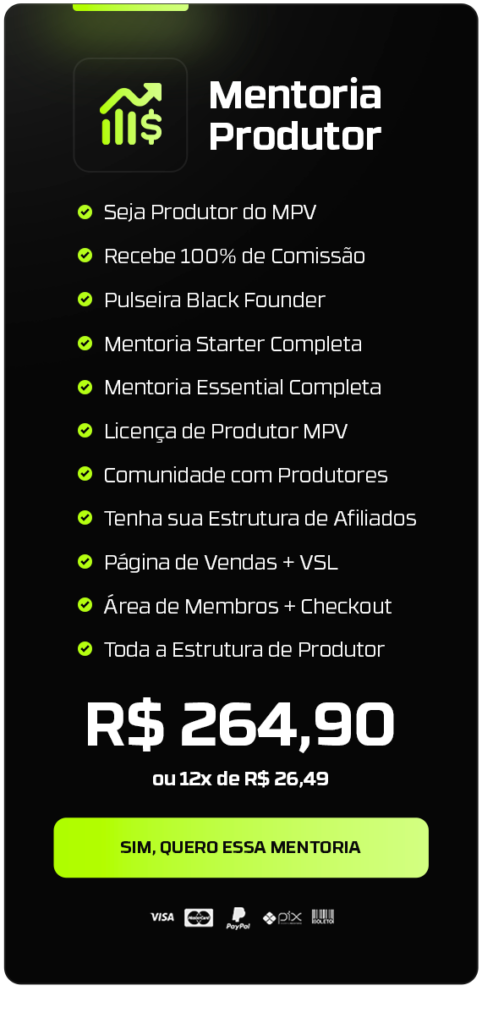 Mentoria
Produtor
Seja Produtor do MPV
Recebe 100% de Comissão
Pulseira Black Founder
Mentoria Starter Completa
Mentoria Essential Completa
Licença de Produtor MPV
Comunidade com Produtores
Tenha sua Estrutura de Afiliados
Página de Vendas + VSL
Área de Membros + Checkout
Toda a Estrutura de Produtor
R$ 264,90
ou 12x de R$ 26,49
SIM, QUERO ESSA MENTORIA
VISA MasterCard PayPal pix BOLETO